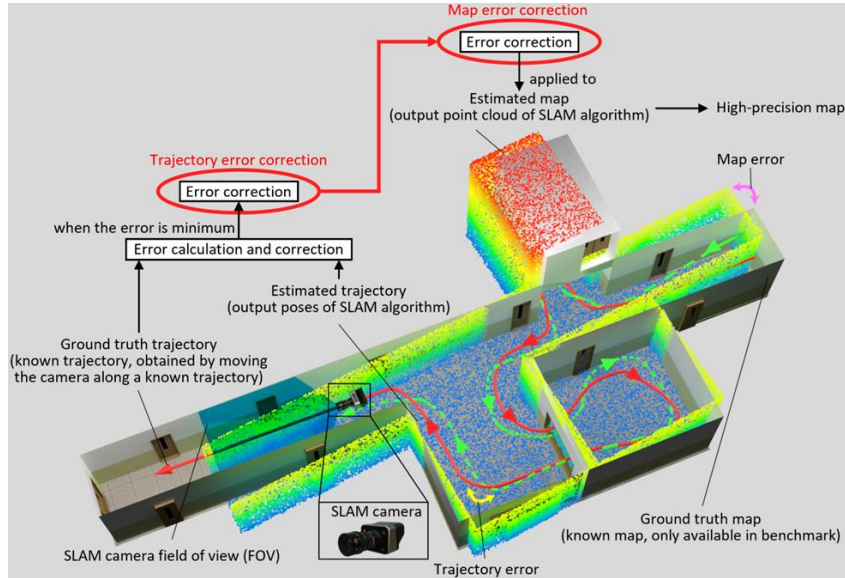 Map error correction
Error correction
applied to
Estimated map
(output point cloud of SLAM algorithm)
High-precision map
Trajectory error correction
Error correction
Map error
when the error is minimum
Error calculation and correction
Estimated trajectory
(output poses of SLAM algorithm)
Ground truth trajectory
(known trajectory, obtained by moving
the camera along a known trajectory)
SLAM camera
SLAM camera field of view (FOV)
Trajectory error
Ground truth map
(known map, only available in benchmark)